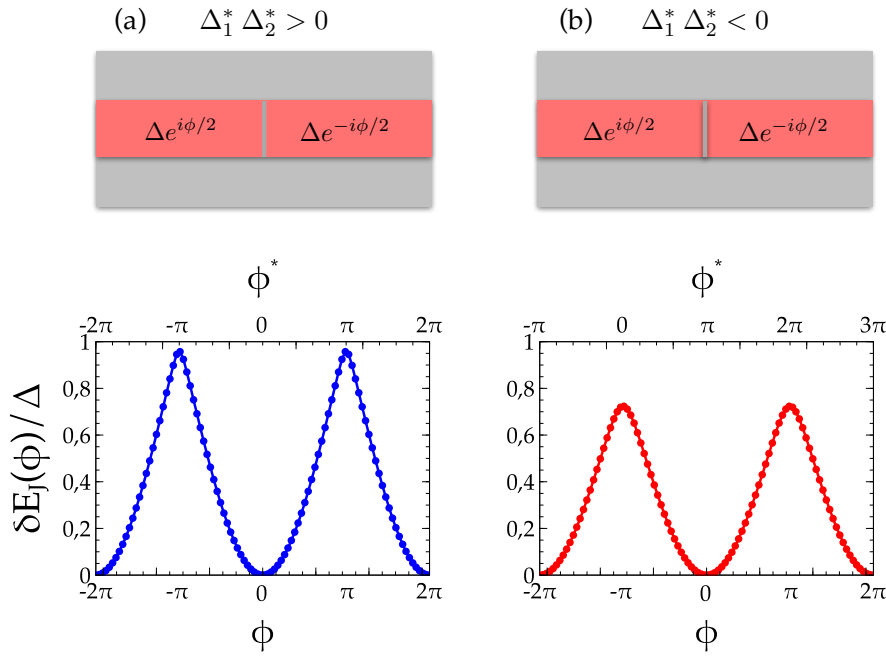 (a) Δ₁* Δ₂* > 0
Δe^{iϕ/2} Δe^{-iϕ/2}
ϕ*
-2π -π 0 π 2π
1
0,8
0,6
0,4
0,2
0
δE_J(ϕ)/Δ
-2π -π 0 π 2π
ϕ
(b) Δ₁* Δ₂* < 0
Δe^{iϕ/2} Δe^{-iϕ/2}
ϕ*
-π 0 π 2π 3π
1
0,8
0,6
0,4
0,2
0
-2π -π 0 π 2π
ϕ